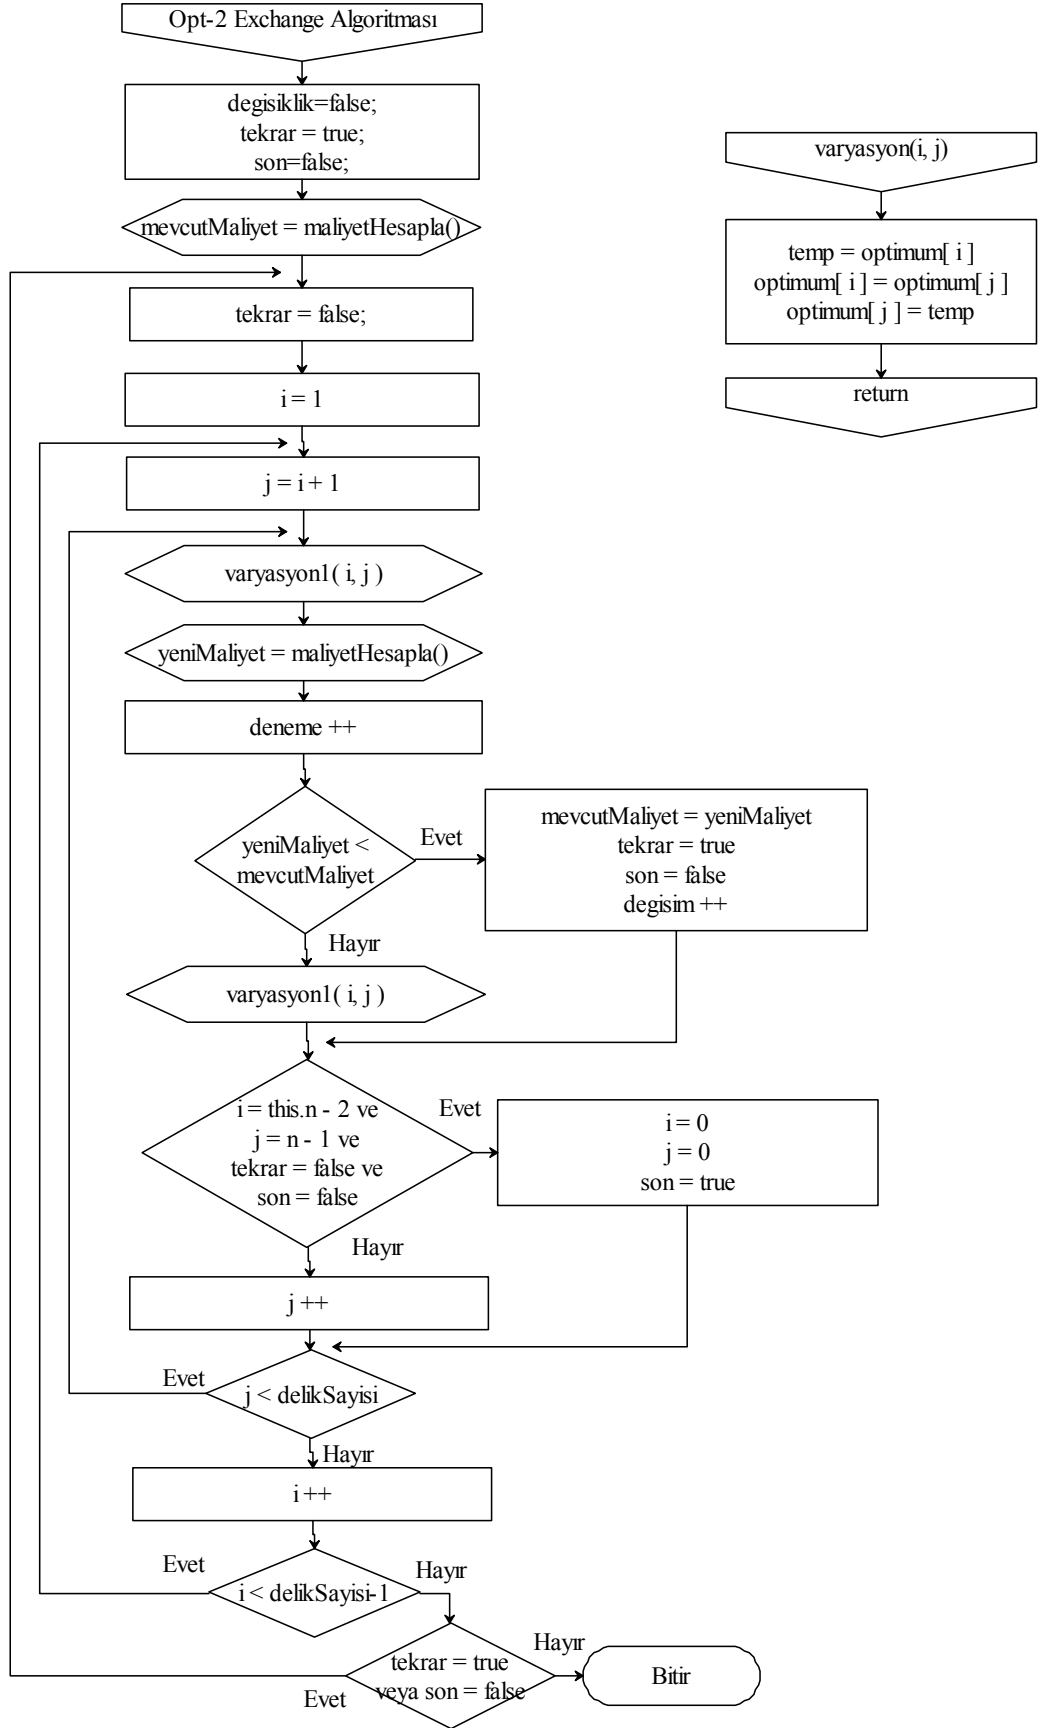 Opt-2 Exchange Algoritması
degisiklik=false;
tekrar = true;
son=false;
mevcutMaliyet = maliyetHesapla()
tekrar = false;
i = 1
j = i + 1
varyasyon1( i, j )
yeniMaliyet = maliyetHesapla()
deneme ++
yeniMaliyet <
mevcutMaliyet
Evet
mevcutMaliyet = yeniMaliyet
tekrar = true
son = false
degisim ++
Hayır
varyasyon1( i, j )
i = this.n - 2 ve
j = n - 1 ve
tekrar = false ve
son = false
Evet
i = 0
j = 0
son = true
Hayır
j ++
Evet
j < delikSayisi
Hayır
i ++
Evet
i < delikSayisi-1
Hayır
tekrar = true
veya son = false
Evet
Hayır
Bitir
varyasyon(i, j)
temp = optimum[ i ]
optimum[ i ] = optimum[ j ]
optimum[ j ] = temp
return